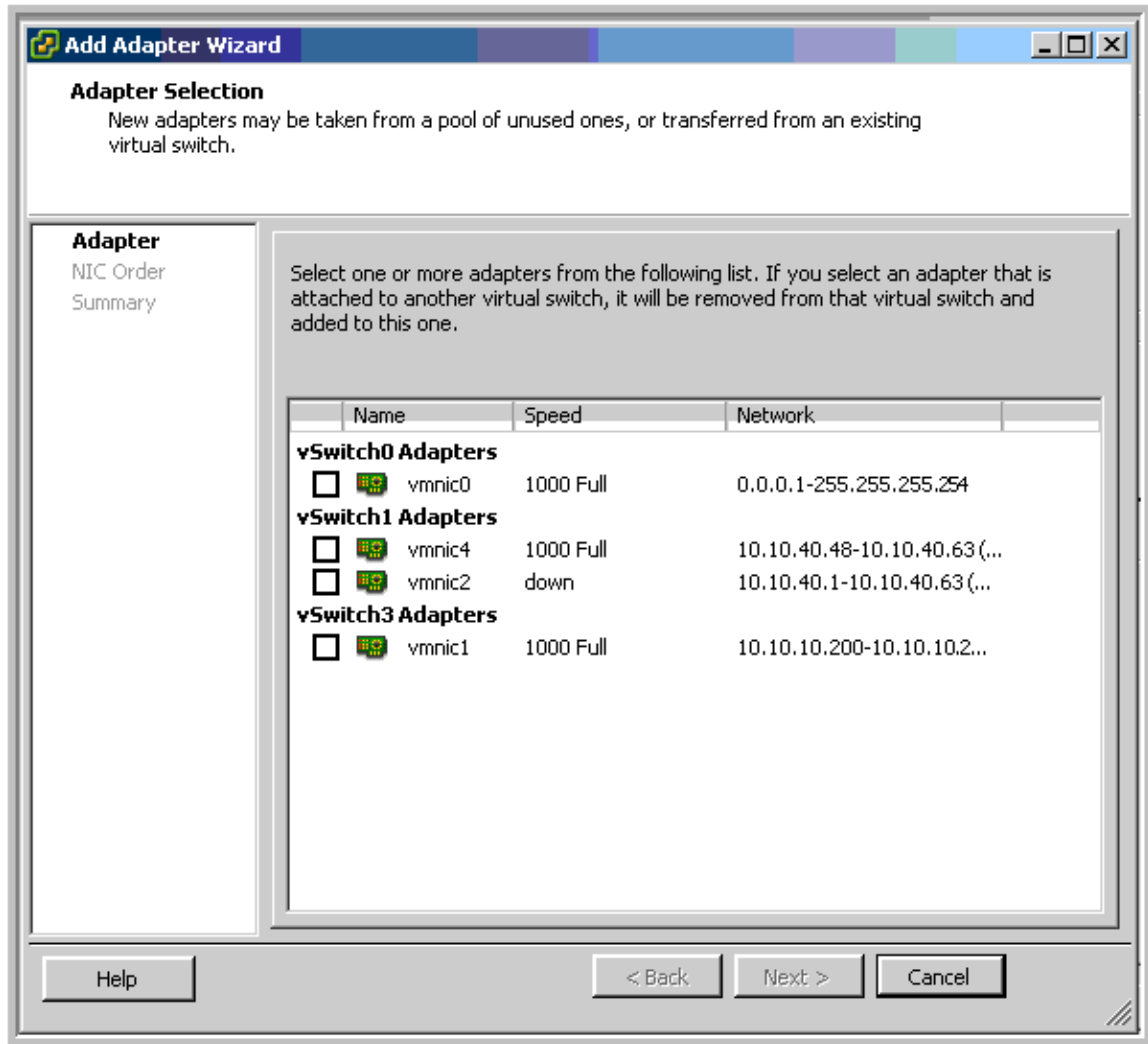 Add Adapter Wizard
Adapter Selection
New adapters may be taken from a pool of unused ones, or transferred from an existing
virtual switch.
Adapter
NIC Order
Summary
Select one or more adapters from the following list. If you select an adapter that is
attached to another virtual switch, it will be removed from that virtual switch and
added to this one.
Name Speed Network
vSwitch0 Adapters
vmnic0 1000 Full 0.0.0.1-255.255.255.254
vSwitch1 Adapters
vmnic4 1000 Full 10.10.40.48-10.10.40.63 (...
vmnic2 down 10.10.40.1-10.10.40.63 (...
vSwitch3 Adapters
vmnic1 1000 Full 10.10.10.200-10.10.10.2...
Help < Back Next > Cancel